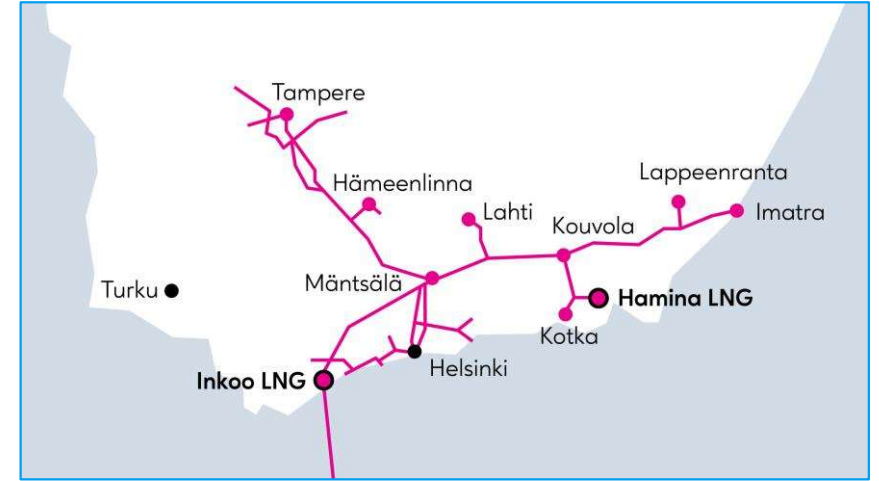 Tampere
Hämeenlinna
Lappeenranta
Lahti
Imatra
Kouvola
Mäntsälä
Turku
Hamina LNG
Kotka
Helsinki
Inkoo LNG